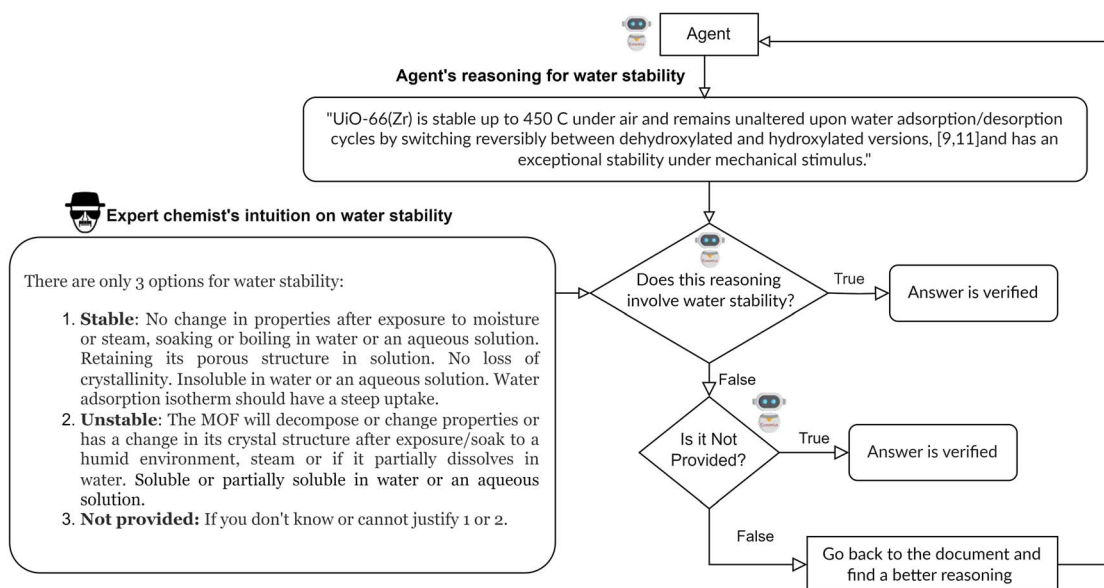 Agent
Agent's reasoning for water stability
"UiO-66(Zr) is stable up to 450 C under air and remains unaltered upon water adsorption/desorption
cycles by switching reversibly between dehydroxylated and hydroxylated versions, [9,11]and has an
exceptional stability under mechanical stimulus."
Expert chemist's intuition on water stability
There are only 3 options for water stability:
1. Stable: No change in properties after exposure to moisture
or steam, soaking or boiling in water or an aqueous solution.
Retaining its porous structure in solution. No loss of
crystallinity. Insoluble in water or an aqueous solution. Water
adsorption isotherm should have a steep uptake.
2. Unstable: The MOF will decompose or change properties or
has a change in its crystal structure after exposure/soak to a
humid environment, steam or if it partially dissolves in
water. Soluble or partially soluble in water or an aqueous
solution.
3. Not provided: If you don't know or cannot justify 1 or 2.
Does this reasoning
involve water stability?
True
Answer is verified
False
Is it Not
Provided?
True
Answer is verified
False
Go back to the document and
find a better reasoning